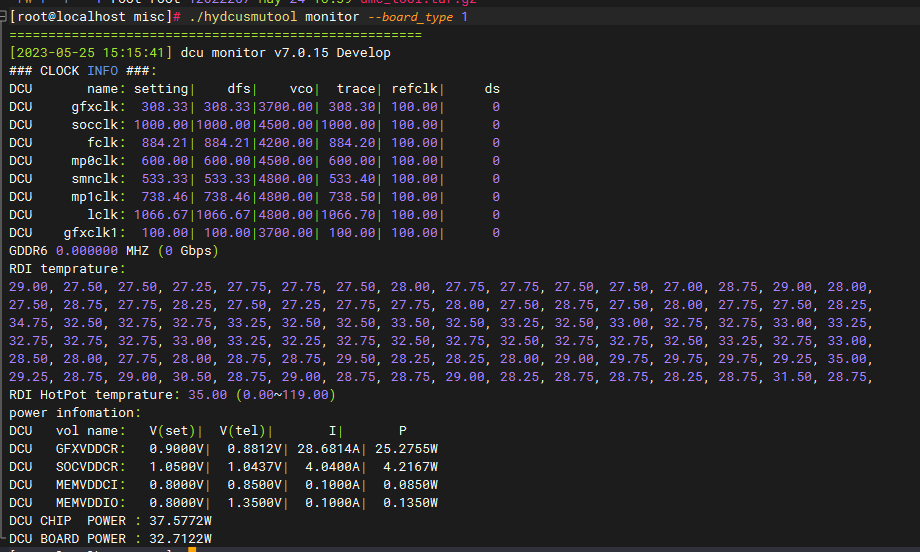 [root@localhost misc]# ./hydcusmutool monitor --board_type 1
=====================================================
[2023-05-25 15:15:41] dcu monitor v7.0.15 Develop
### CLOCK INFO ###:
DCU       name: setting|    dfs|    vco|  trace| refclk|     ds
DCU     gfxclk:  308.33| 308.33|3700.00| 308.30| 100.00|      0
DCU     socclk: 1000.00|1000.00|4500.00|1000.00| 100.00|      0
DCU       fclk:  884.21| 884.21|4200.00| 884.20| 100.00|      0
DCU     mp0clk:  600.00| 600.00|4500.00| 600.00| 100.00|      0
DCU     smnclk:  533.33| 533.33|4800.00| 533.40| 100.00|      0
DCU     mp1clk:  738.46| 738.46|4800.00| 738.50| 100.00|      0
DCU       lclk: 1066.67|1066.67|4800.00|1066.70| 100.00|      0
DCU    gfxclk1:  100.00| 100.00|3700.00| 100.00| 100.00|      0
GDDR6 0.000000 MHZ (0 Gbps)
RDI temprature:
29.00, 27.50, 27.50, 27.25, 27.75, 27.75, 27.50, 28.00, 27.75, 27.75, 27.50, 27.50, 27.00, 28.75, 29.00, 28.00,
27.50, 28.75, 27.75, 28.25, 27.50, 27.25, 27.75, 27.75, 28.00, 27.50, 28.75, 27.50, 28.00, 27.75, 27.50, 28.25,
34.75, 32.50, 32.75, 32.75, 33.25, 32.50, 32.50, 33.50, 32.50, 33.25, 32.50, 33.00, 32.75, 32.75, 33.00, 33.25,
32.75, 32.75, 32.75, 33.00, 33.25, 32.25, 32.75, 32.50, 32.75, 32.50, 32.75, 32.50, 32.50, 33.25, 32.75, 33.00,
28.50, 28.00, 27.75, 28.00, 28.75, 28.75, 29.50, 28.25, 28.25, 28.00, 29.00, 29.75, 29.75, 29.75, 29.25, 35.00,
29.25, 28.75, 29.00, 30.50, 28.75, 29.00, 28.75, 28.75, 29.00, 28.25, 28.75, 28.75, 28.25, 28.75, 31.50, 28.75,
RDI HotPot temprature: 35.00 (0.00~119.00)
power infomation:
DCU   vol name:   V(set)|  V(tel)|       I|       P
DCU   GFXVDDCR:   0.9000V|  0.8812V| 28.6814A| 25.2755W
DCU   SOCVDDCR:   1.0500V|  1.0437V|  4.0400A|  4.2167W
DCU   MEMVDDCI:   0.8000V|  0.8500V|  0.1000A|  0.0850W
DCU   MEMVDDIO:   0.8000V|  1.3500V|  0.1000A|  0.1350W
DCU CHIP  POWER : 37.5772W
DCU BOARD POWER : 32.7122W